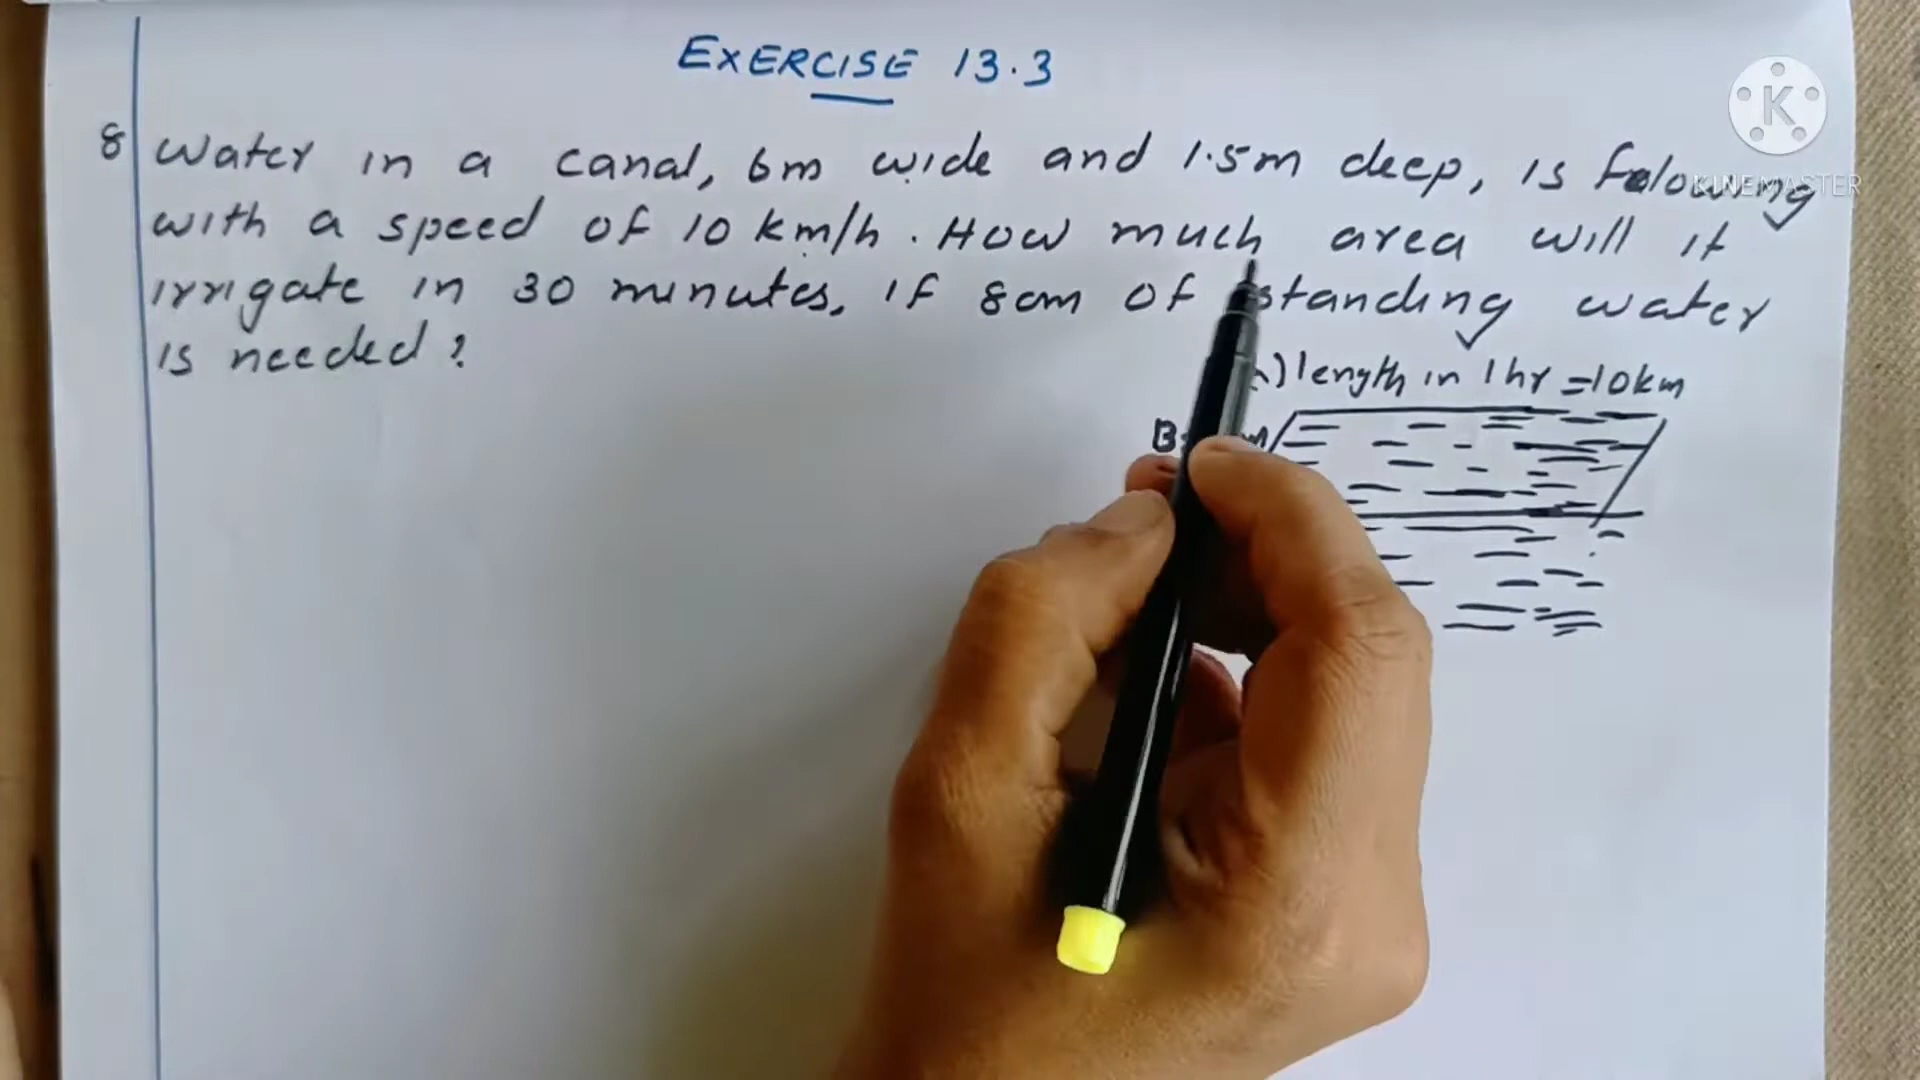 EXERCISE 13.3
8 Water in a canal, 6m wide and 1.5m deep, is folowing
KINEMASTER
with a speed of 10 km/h. How much area will it
irrigate in 30 minutes, if 8cm of standing water
is needed?
) length in 1hr = 10km
B
K